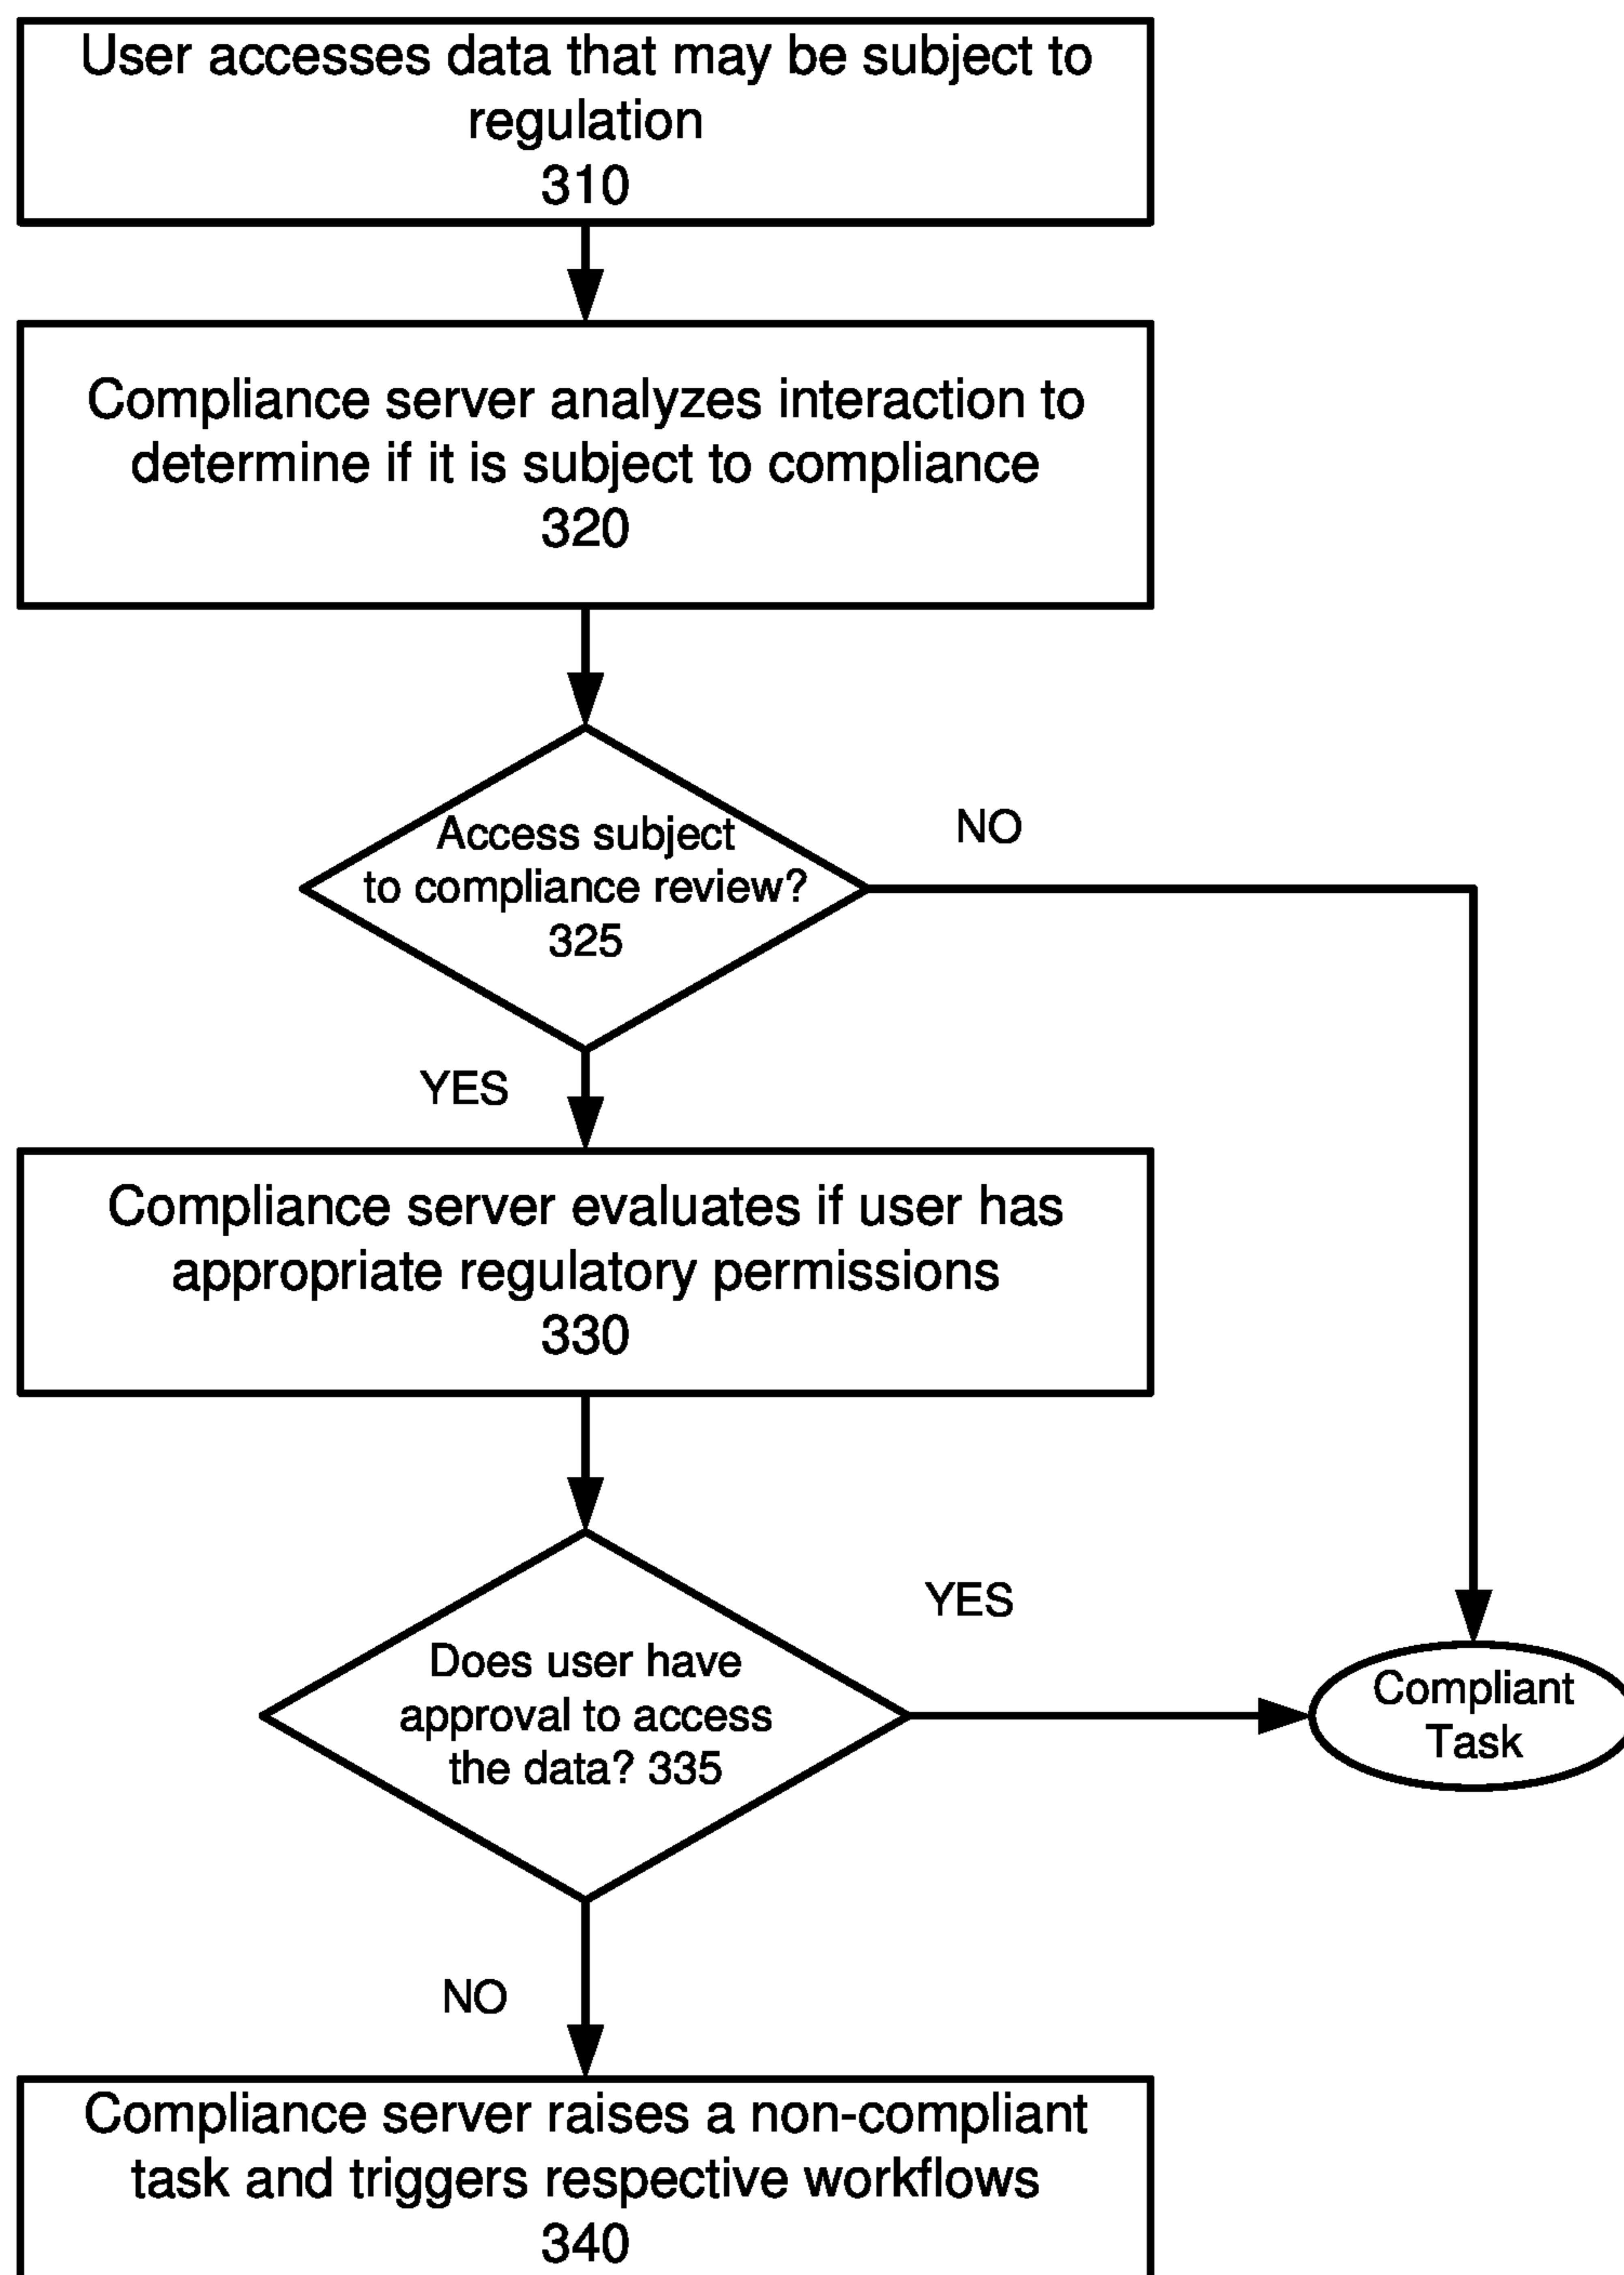 User accesses data that may be subject to
regulation
310
Compliance server analyzes interaction to
determine if it is subject to compliance
320
Access subject
to compliance review?
325
NO
YES
Compliance server evaluates if user has
appropriate regulatory permissions
330
YES
Does user have
approval to access
the data? 335
Compliant
Task
NO
Compliance server raises a non-compliant
task and triggers respective workflows
340